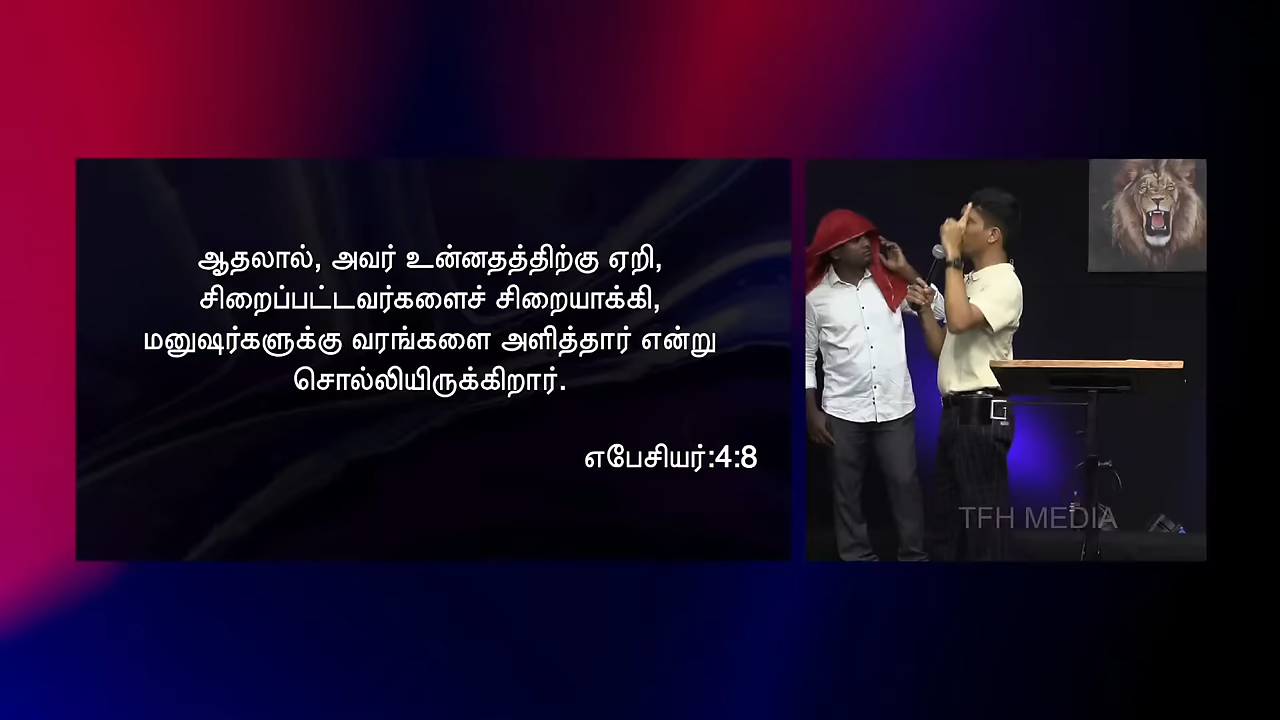 ஆதலால், அவர் உன்னதத்திற்கு ஏறி,
சிறைப்பட்டவர்களைச் சிறையாக்கி,
மனுஷர்களுக்கு வரங்களை அளித்தார் என்று
சொல்லியிருக்கிறார்.
எபேசியர்:4:8
TFH MEDIA